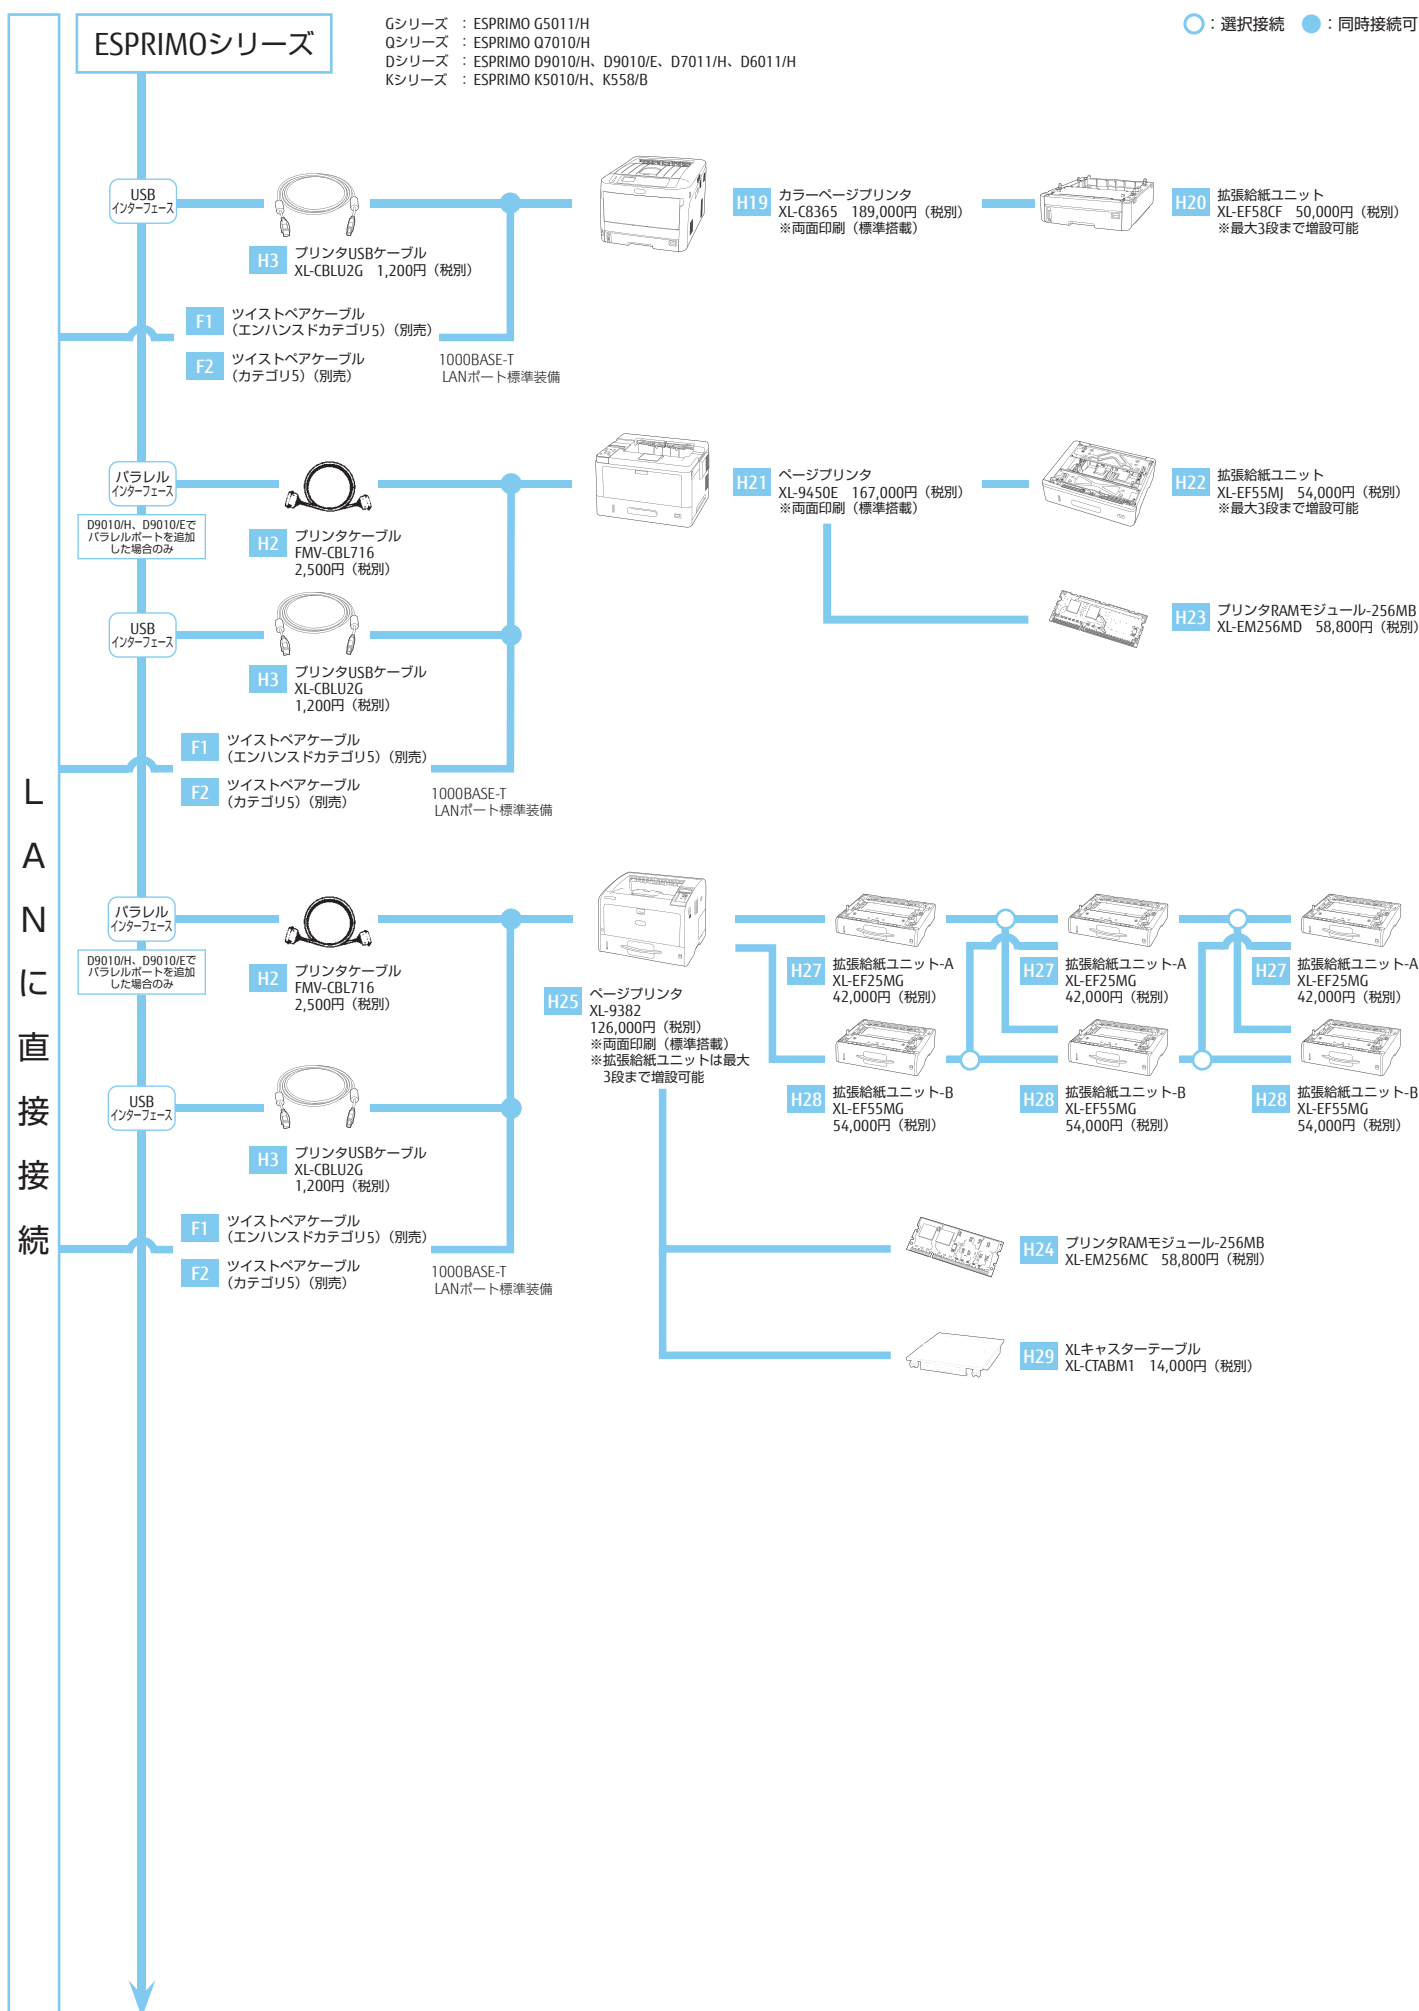 ESPRIMOシリーズ
Gシリーズ ：ESPRIMO G5011/H
Qシリーズ ：ESPRIMO Q7010/H
Dシリーズ ：ESPRIMO D9010/H、D9010/E、D7011/H、D6011/H
Kシリーズ ：ESPRIMO K5010/H、K558/B
：選択接続 ：同時接続可
LANに直接接続
USB
インターフェース
H3 プリンタUSBケーブル
XL-CBLU2G 1,200円（税別）
F1 ツイストペアケーブル
（エンハンスドカテゴリ5）（別売）
F2 ツイストペアケーブル
（カテゴリ5）（別売）
1000BASE-T
LANポート標準装備
H19 カラーページプリンタ
XL-C8365 189,000円（税別）
※両面印刷（標準搭載）
H20 拡張給紙ユニット
XL-EF58CF 50,000円（税別）
※最大3段まで増設可能
パラレル
インターフェース
D9010/H、D9010/Eで
パラレルポートを追加
した場合のみ
H2 プリンタケーブル
FMV-CBL716
2,500円（税別）
USB
インターフェース
H3 プリンタUSBケーブル
XL-CBLU2G
1,200円（税別）
F1 ツイストペアケーブル
（エンハンスドカテゴリ5）（別売）
F2 ツイストペアケーブル
（カテゴリ5）（別売）
1000BASE-T
LANポート標準装備
H21 ページプリンタ
XL-9450E 167,000円（税別）
※両面印刷（標準搭載）
H22 拡張給紙ユニット
XL-EF55MJ 54,000円（税別）
※最大3段まで増設可能
H23 プリンタRAMモジュール-256MB
XL-EM256MD 58,800円（税別）
パラレル
インターフェース
D9010/H、D9010/Eで
パラレルポートを追加
した場合のみ
H2 プリンタケーブル
FMV-CBL716
2,500円（税別）
USB
インターフェース
H3 プリンタUSBケーブル
XL-CBLU2G
1,200円（税別）
F1 ツイストペアケーブル
（エンハンスドカテゴリ5）（別売）
F2 ツイストペアケーブル
（カテゴリ5）（別売）
1000BASE-T
LANポート標準装備
H25 ページプリンタ
XL-9382
126,000円（税別）
※両面印刷（標準搭載）
※拡張給紙ユニットは最大
3段まで増設可能
H27 拡張給紙ユニット-A
XL-EF25MG
42,000円（税別）
H27 拡張給紙ユニット-A
XL-EF25MG
42,000円（税別）
H27 拡張給紙ユニット-A
XL-EF25MG
42,000円（税別）
H28 拡張給紙ユニット-B
XL-EF55MG
54,000円（税別）
H28 拡張給紙ユニット-B
XL-EF55MG
54,000円（税別）
H28 拡張給紙ユニット-B
XL-EF55MG
54,000円（税別）
H24 プリンタRAMモジュール-256MB
XL-EM256MC 58,800円（税別）
H29 XLキャスターテーブル
XL-CTABM1 14,000円（税別）